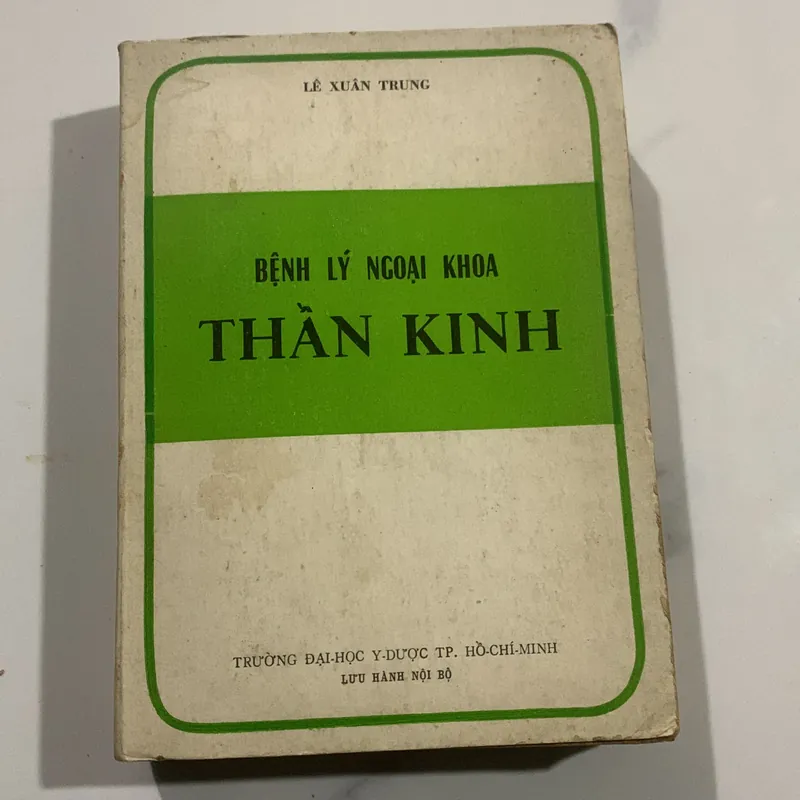 LÊ XUÂN TRUNG
BỆNH LÝ NGOẠI KHOA
THẦN KINH
TRƯỜNG ĐẠI-HỌC Y-DƯỢC TP. HỒ-CHÍ-MINH
LƯU HÀNH NỘI BỘ